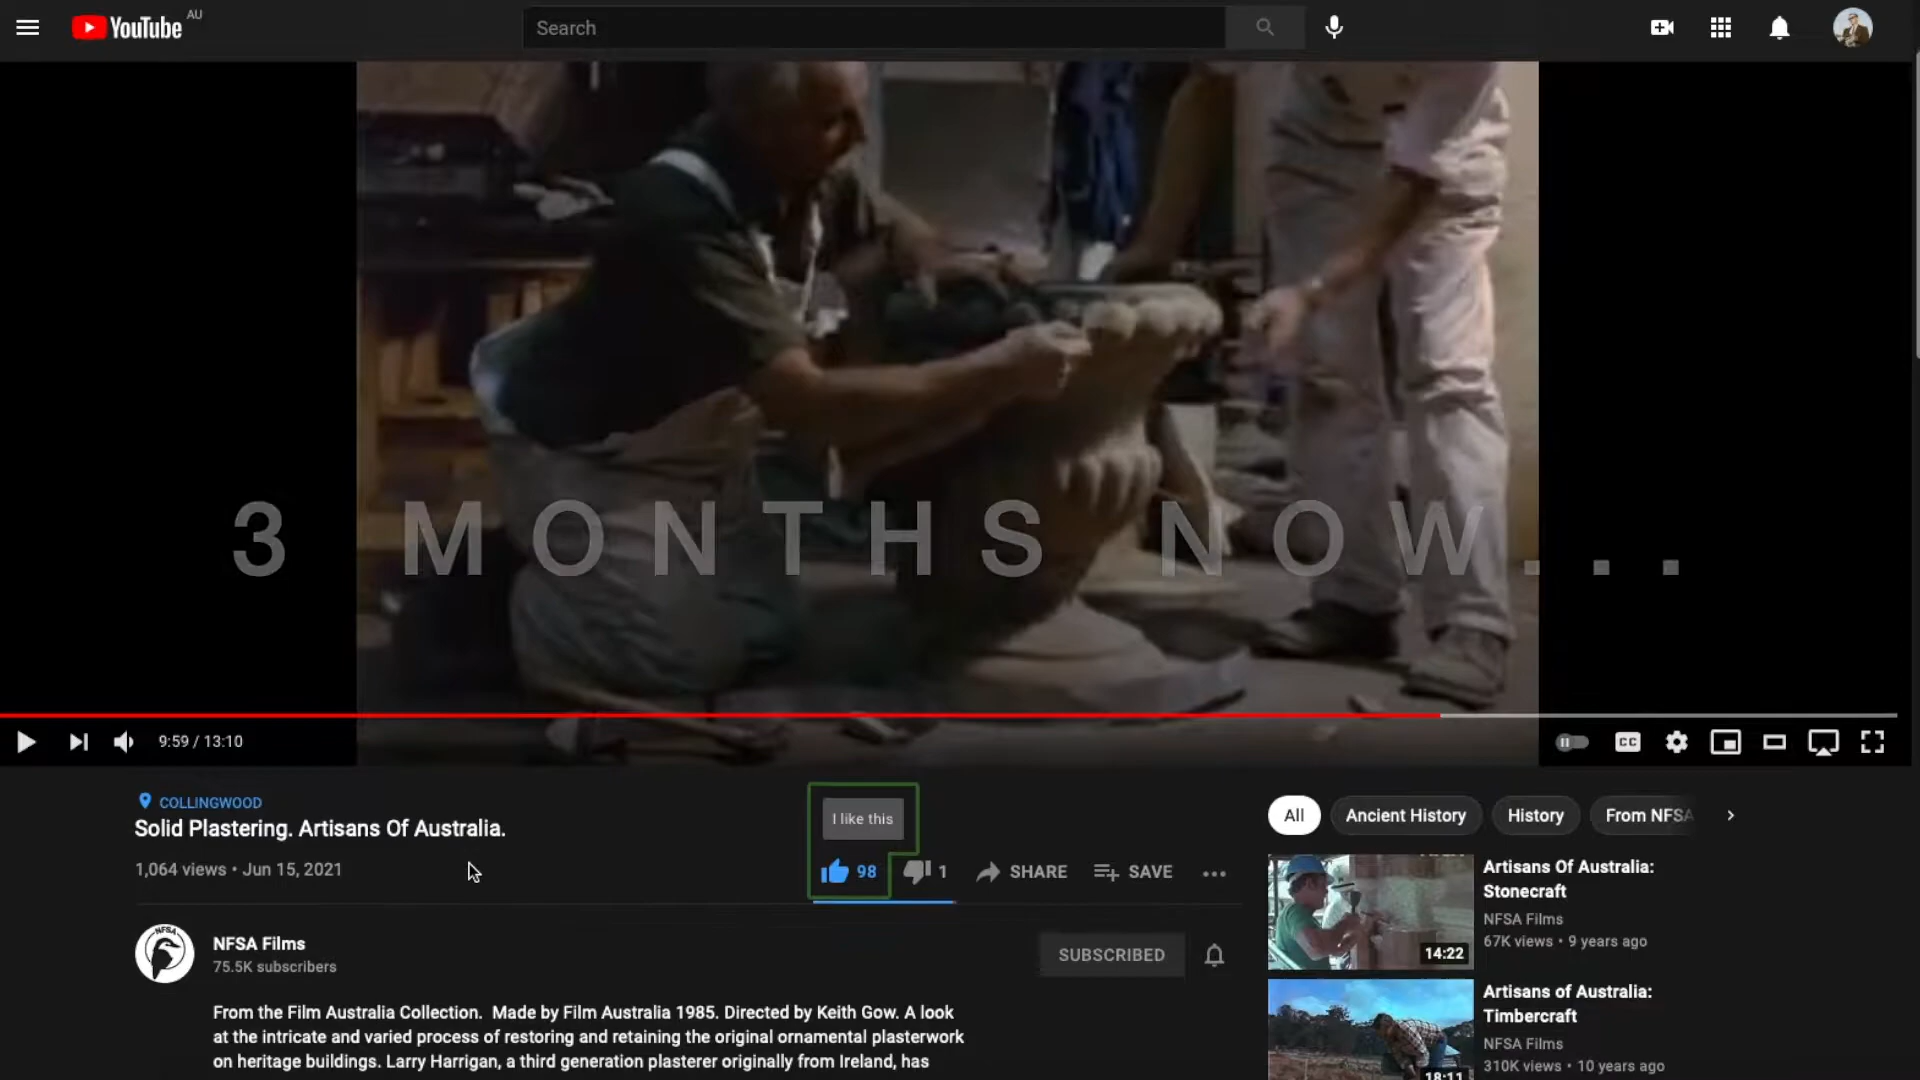 YouTube AU
Search
3 MONTHS NOW...
9:59 / 13:10
CC
COLLINGWOOD
Solid Plastering. Artisans Of Australia.
1,064 views • Jun 15, 2021
I like this
98
1
SHARE
SAVE
NFSA
NFSA Films
75.5K subscribers
SUBSCRIBED
From the Film Australia Collection. Made by Film Australia 1985. Directed by Keith Gow. A look
at the intricate and varied process of restoring and retaining the original ornamental plasterwork
on heritage buildings. Larry Harrigan, a third generation plasterer originally from Ireland, has
All
Ancient History
History
From NFSA
14:22
Artisans Of Australia:
Stonecraft
NFSA Films
67K views • 9 years ago
18:11
Artisans of Australia:
Timbercraft
NFSA Films
310K views • 10 years ago